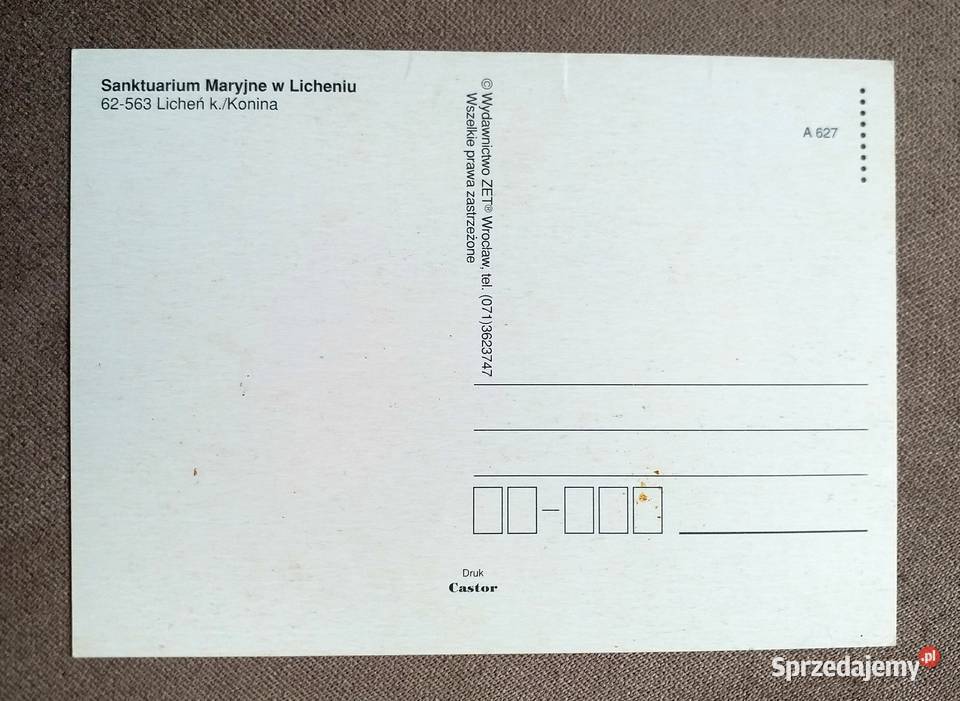 Sanktuarium Maryjne w Licheniu
62-563 Licheń k./Konina
© Wydawnictwo ZET® Wrocław, tel. (071)3623747
Wszelkie prawa zastrzeżone
A 627
Druk
Castor
Sprzedajemy.pl